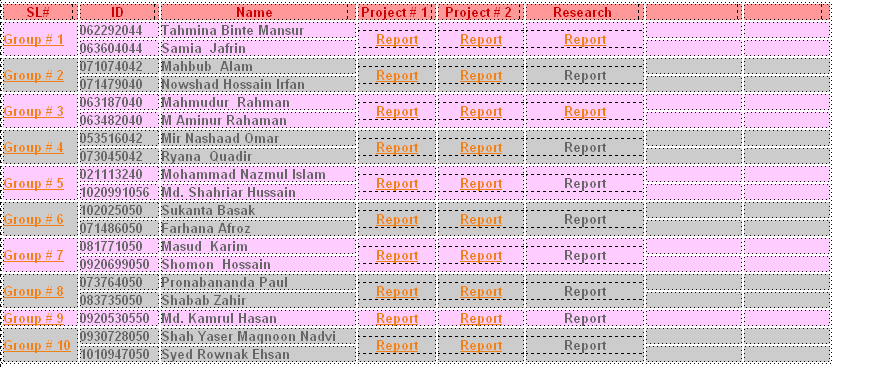 SL# ID Name Project # 1 Project # 2 Research
Group # 1 062292044 Tahmina Binte Mansur Report Report Report
063604044 Samia Jafrin
Group # 2 071074042 Mahbub Alam Report Report Report
071479040 Nowshad Hossain Irfan
Group # 3 063187040 Mahmudur Rahman Report Report Report
063482040 M Aminur Rahaman
Group # 4 053516042 Mir Nashaad Omar Report Report Report
073045042 Ryana Quadir
Group # 5 021113240 Mohammad Nazmul Islam Report Report Report
1020991056 Md. Shahriar Hussain
Group # 6 102025050 Sukanta Basak Report Report Report
071486050 Farhana Afroz
Group # 7 081771050 Masud Karim Report Report Report
0920699050 Shomon Hossain
Group # 8 073764050 Pronabananda Paul Report Report Report
083735050 Shabab Zahir
Group # 9 0920530550 Md. Kamrul Hasan Report Report Report
Group # 10 0930728050 Shah Yaser Maqnoon Nadvi Report Report Report
1010947050 Syed Rownak Ehsan